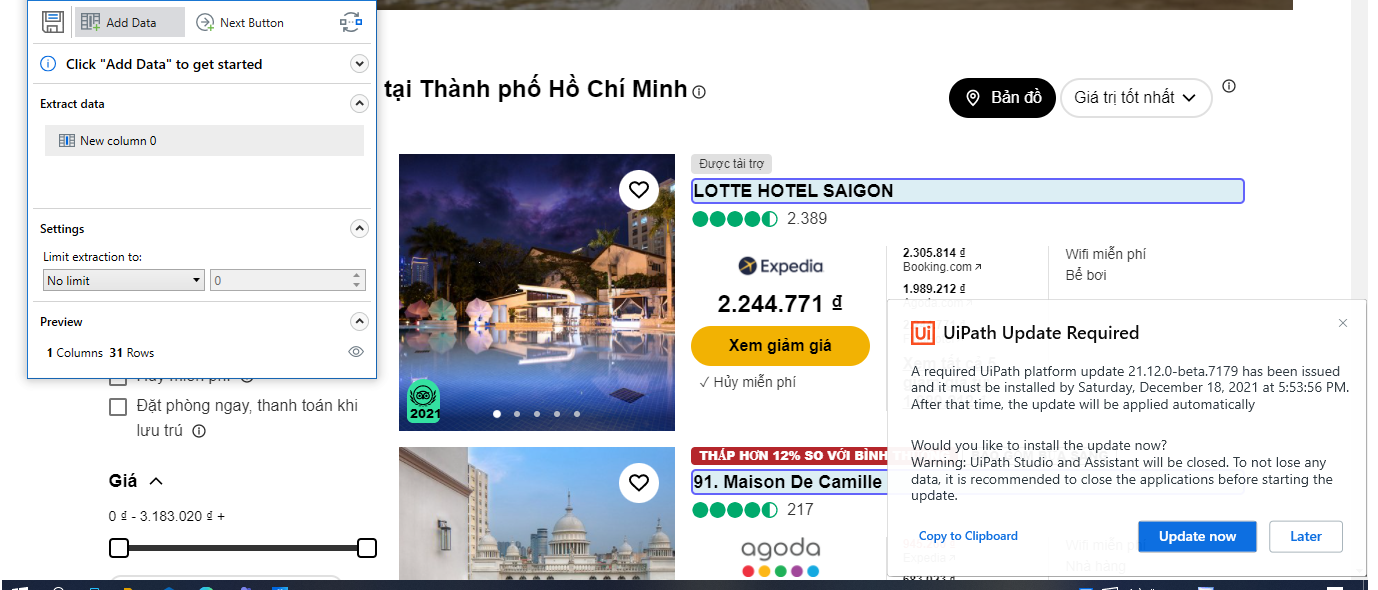 Add Data
Next Button
Click "Add Data" to get started
Extract data
New column 0
Settings
Limit extraction to:
No limit
0
Preview
1 Columns 31 Rows
tại Thành phố Hồ Chí Minh
Bản đồ
Giá trị tốt nhất
Được tài trợ
LOTTE HOTEL SAIGON
2.389
Expedia
2.244.771 ₫
Xem giảm giá
✓ Hủy miễn phí
2.305.814 ₫
Booking.com
1.989.212 ₫
Wifi miễn phí
Bể bơi
2021
Đặt phòng ngay, thanh toán khi
lưu trú
Giá
0 ₫ - 3.183.020 ₫ +
THẤP HƠN 12% SO VỚI BÌNH
91. Maison De Camille
217
agoda
Ui UiPath Update Required
A required UiPath platform update 21.12.0-beta.7179 has been issued
and it must be installed by Saturday, December 18, 2021 at 5:53:56 PM.
After that time, the update will be applied automatically
Would you like to install the update now?
Warning: UiPath Studio and Assistant will be closed. To not lose any
data, it is recommended to close the applications before starting the
update.
Copy to Clipboard
Update now
Later